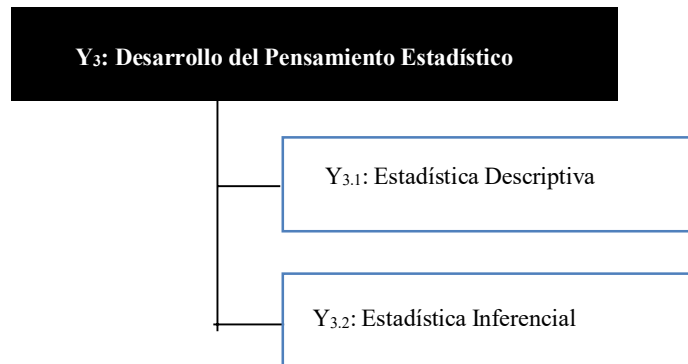 Y₃: Desarrollo del Pensamiento Estadístico
Y₃.₁: Estadística Descriptiva
Y₃.₂: Estadística Inferencial